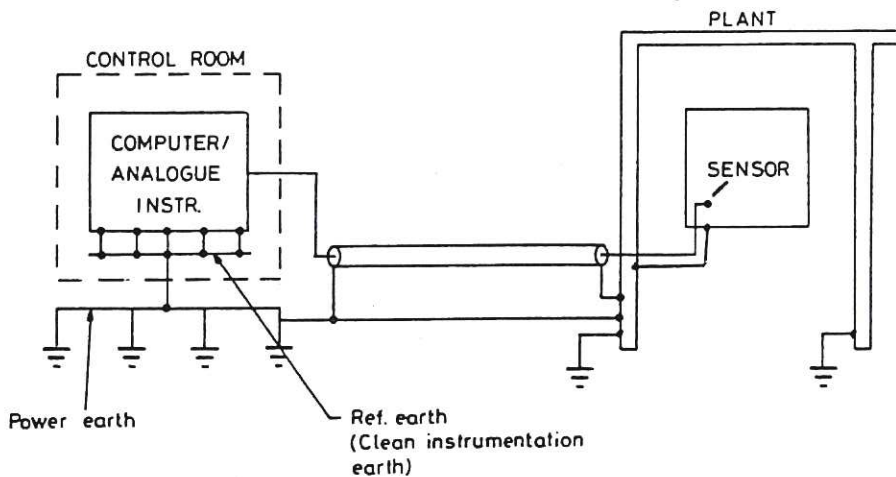 PLANT
CONTROL ROOM
COMPUTER/
ANALOGUE
INSTR.
SENSOR
Power earth
Ref. earth
(Clean instrumentation
earth)